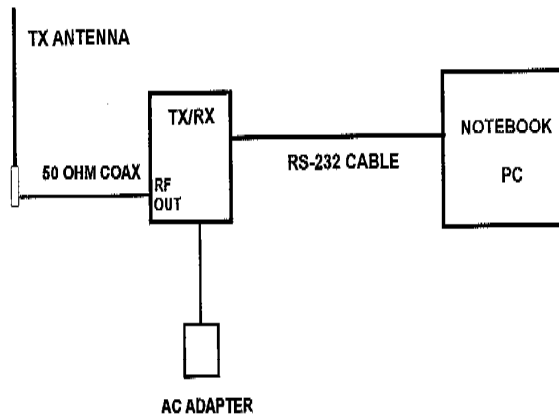 TX ANTENNA
TX/RX
50 OHM COAX
RF
OUT
RS-232 CABLE
NOTEBOOK
PC
AC ADAPTER